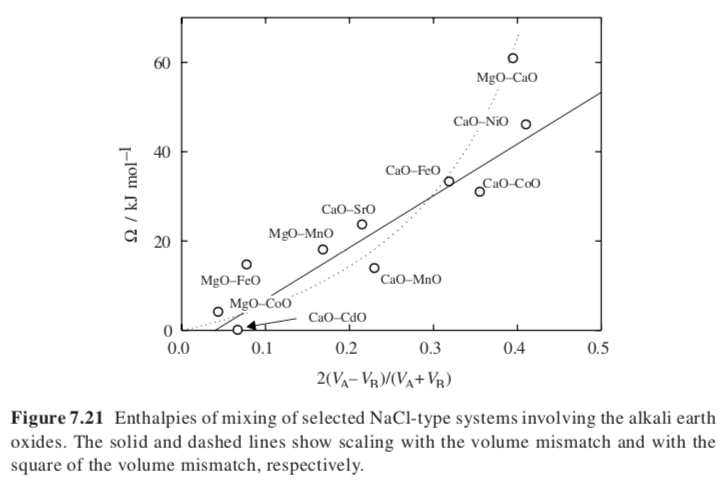 60
MgO–CaO
CaO–NiO
40
Ω / kJ mol⁻¹
CaO–FeO
CaO–CoO
CaO–SrO
MgO–MnO
20
MgO–FeO
CaO–MnO
MgO–CoO
CaO–CdO
0
0.0 0.1 0.2 0.3 0.4 0.5
2(V_A–V_B)/(V_A+V_B)
Figure 7.21 Enthalpies of mixing of selected NaCl-type systems involving the alkali earth
oxides. The solid and dashed lines show scaling with the volume mismatch and with the
square of the volume mismatch, respectively.